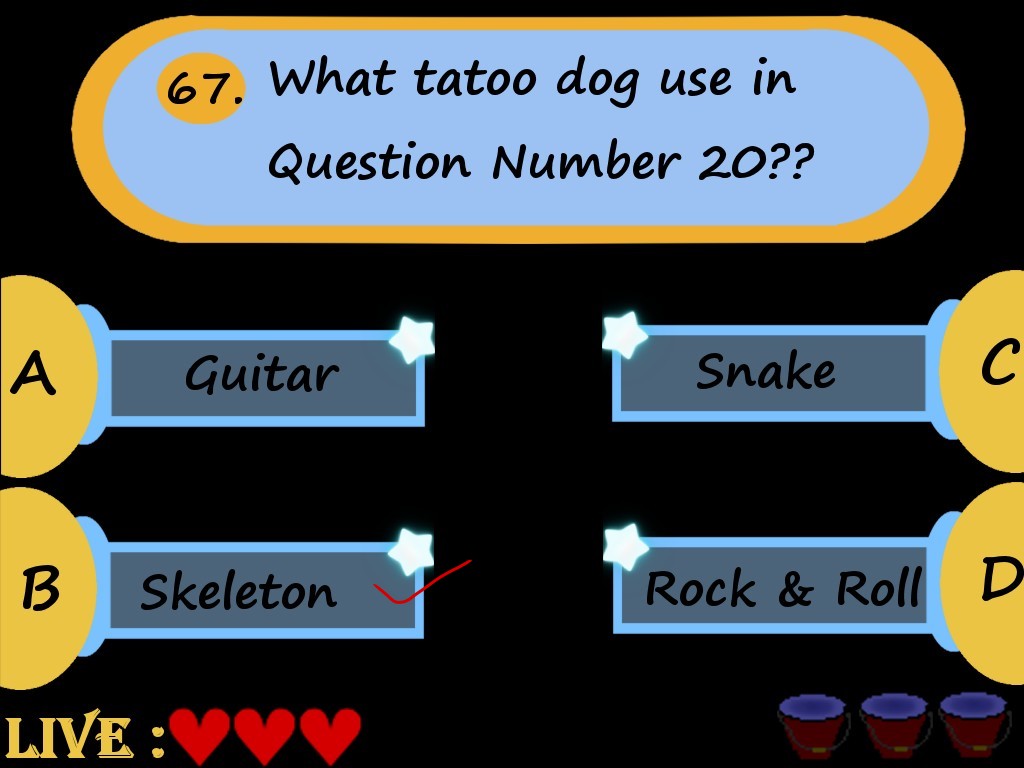 67. What tatoo dog use in
Question Number 20??
A Guitar
Snake C
B Skeleton
Rock & Roll D
LIVE :